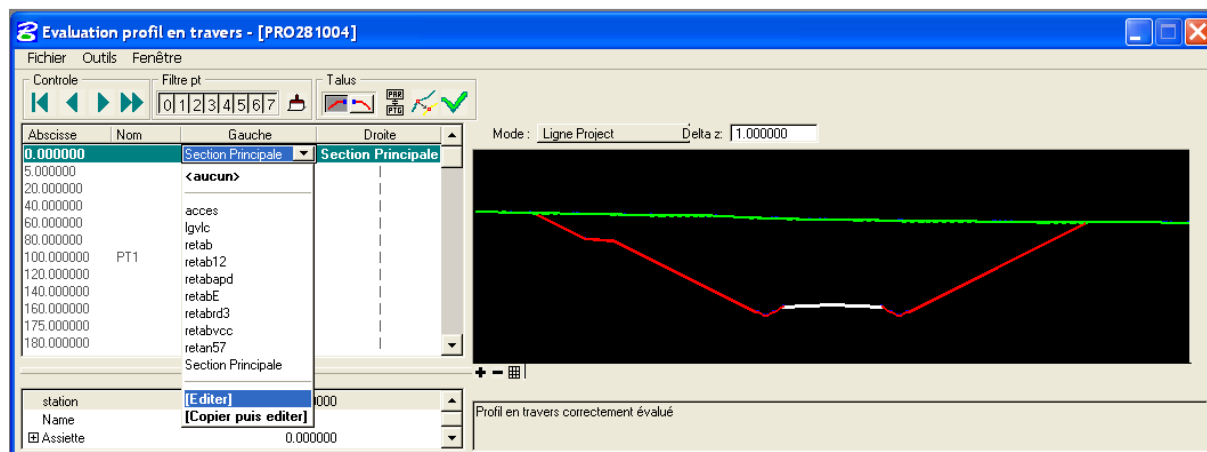 Evaluation profil en travers - [PRO281004]
Fichier Outils Fenêtre
Controle Filtre pt Talus
0 1 2 3 4 5 6 7 PAR PTG
Abscisse Nom Gauche Droite
Mode : Ligne Project Delta z: 1.000000
0.000000 Section Principale Section Principale
5.000000
20.000000
40.000000
60.000000
80.000000
100.000000 PT1
120.000000
140.000000
160.000000
175.000000
180.000000
<aucun>
acces
lgvlc
retab
retab12
retabapd
retabE
retabrd3
retabvcc
retan57
Section Principale
[Editer]
[Copier puis editer]
station 000
Name
Assiette 0.000000
Profil en travers correctement évalué